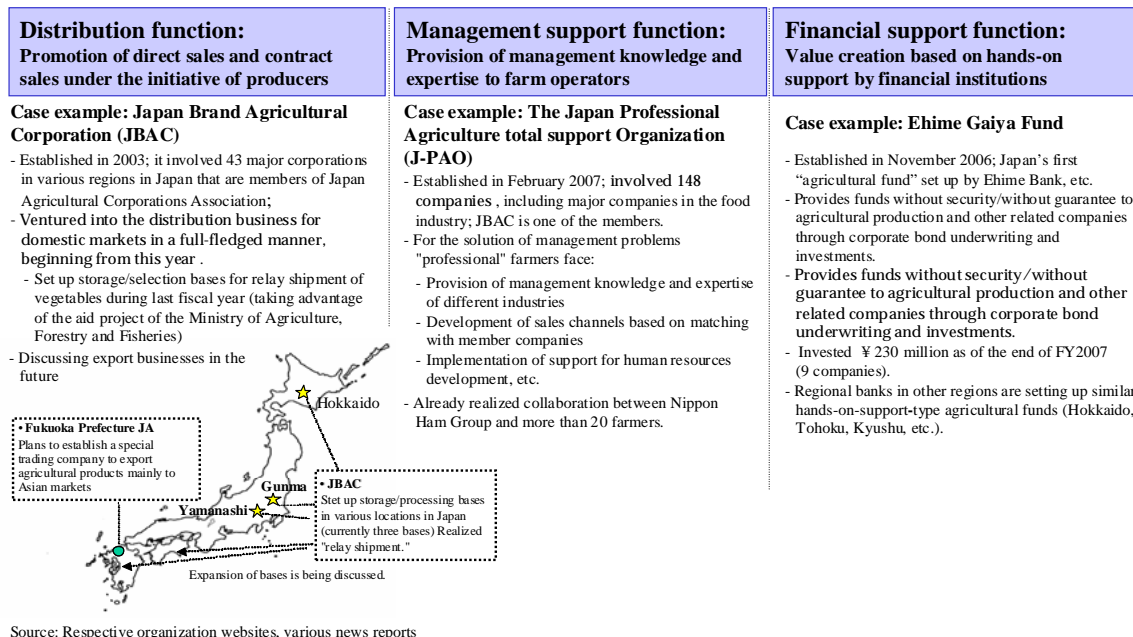 Distribution function:
Promotion of direct sales and contract
sales under the initiative of producers
Case example: Japan Brand Agricultural
Corporation (JBAC)
- Established in 2003; it involved 43 major corporations
in various regions in Japan that are members of Japan
Agricultural Corporations Association;
- Ventured into the distribution business for
domestic markets in a full-fledged manner,
beginning from this year .
- Set up storage/selection bases for relay shipment of
vegetables during last fiscal year (taking advantage
of the aid project of the Ministry of Agriculture,
Forestry and Fisheries)
- Discussing export businesses in the
future
Hokkaido
• Fukuoka Prefecture JA
Plans to establish a special
trading company to export
agricultural products mainly to
Asian markets
Gunma
Yamanashi
• JBAC
Stet up storage/processing bases
in various locations in Japan
(currently three bases) Realized
"relay shipment."
Expansion of bases is being discussed.
Management support function:
Provision of management knowledge and
expertise to farm operators
Case example: The Japan Professional
Agriculture total support Organization
(J-PAO)
- Established in February 2007; involved 148
companies , including major companies in the food
industry; JBAC is one of the members.
- For the solution of management problems
"professional" farmers face:
- Provision of management knowledge and expertise
of different industries
- Development of sales channels based on matching
with member companies
- Implementation of support for human resources
development, etc.
- Already realized collaboration between Nippon
Ham Group and more than 20 farmers.
Financial support function:
Value creation based on hands-on
support by financial institutions
Case example: Ehime Gaiya Fund
- Established in November 2006; Japan's first
"agricultural fund" set up by Ehime Bank, etc.
- Provides funds without security/without guarantee to
agricultural production and other related companies
through corporate bond underwriting and
investments.
- Provides funds without security/without
guarantee to agricultural production and other
related companies through corporate bond
underwriting and investments.
- Invested ¥ 230 million as of the end of FY2007
(9 companies).
- Regional banks in other regions are setting up similar
hands-on-support-type agricultural funds (Hokkaido,
Tohoku, Kyushu, etc.).
Source: Respective organization websites, various news reports